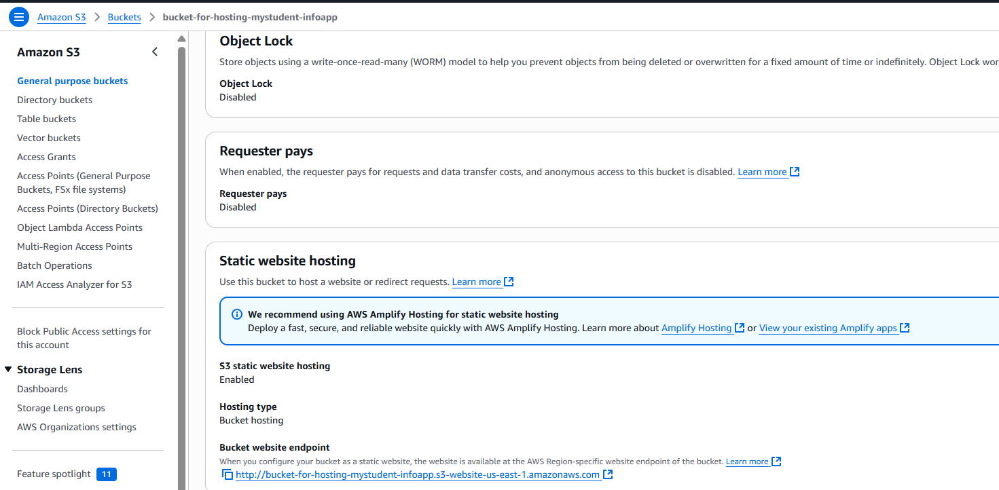 Amazon S3 > Buckets > bucket-for-hosting-mystudent-infoapp
Amazon S3
General purpose buckets
Directory buckets
Table buckets
Vector buckets
Access Grants
Access Points (General Purpose
Buckets, FSx file systems)
Access Points (Directory Buckets)
Object Lambda Access Points
Multi-Region Access Points
Batch Operations
IAM Access Analyzer for S3
Block Public Access settings for
this account
Storage Lens
Dashboards
Storage Lens groups
AWS Organizations settings
Feature spotlight 11
Object Lock
Store objects using a write-once-read-many (WORM) model to help you prevent objects from being deleted or overwritten for a fixed amount of time or indefinitely. Object Lock wor
Object Lock
Disabled
Requester pays
When enabled, the requester pays for requests and data transfer costs, and anonymous access to this bucket is disabled. Learn more
Requester pays
Disabled
Static website hosting
Use this bucket to host a website or redirect requests. Learn more
We recommend using AWS Amplify Hosting for static website hosting
Deploy a fast, secure, and reliable website quickly with AWS Amplify Hosting. Learn more about Amplify Hosting or View your existing Amplify apps
S3 static website hosting
Enabled
Hosting type
Bucket hosting
Bucket website endpoint
When you configure your bucket as a static website, the website is available at the AWS Region-specific website endpoint of the bucket. Learn more
http://bucket-for-hosting-mystudent-infoapp.s3-website-us-east-1.amazonaws.com